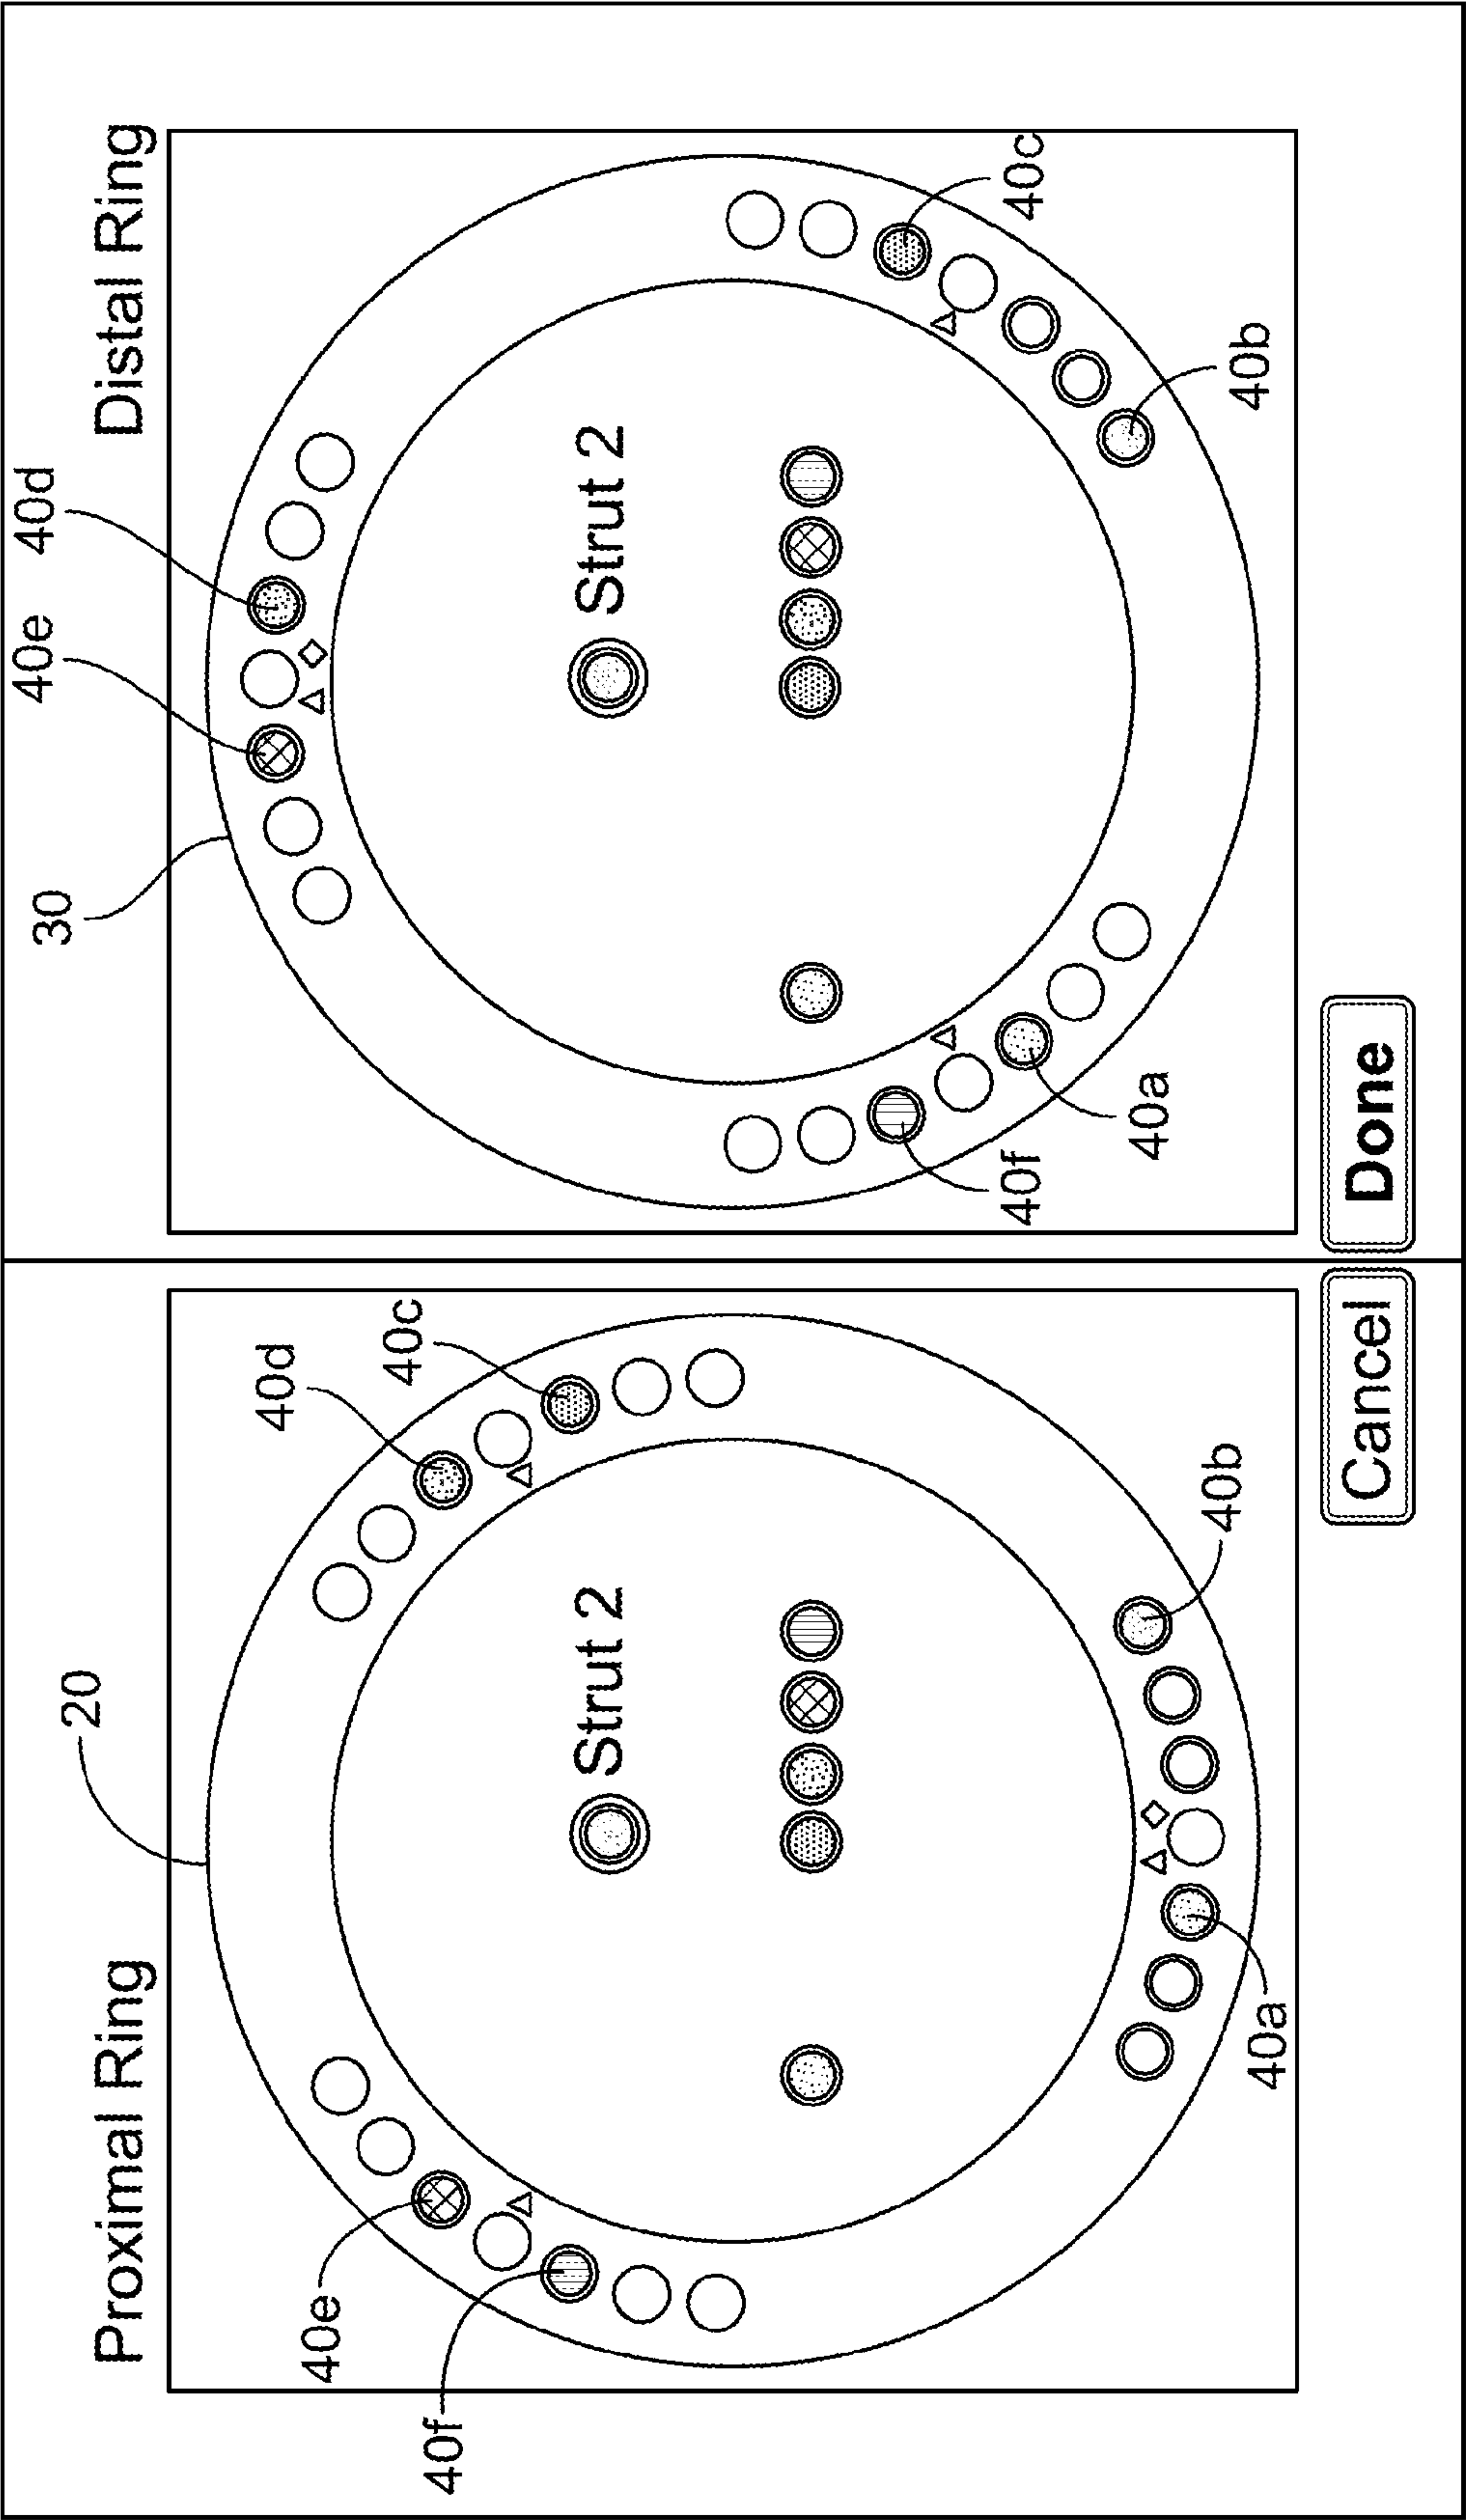 Proximal Ring
20
40d
40c
40e
40f
Strut 2
40b
40a
Cancel
Distal Ring
30
40e
40d
Strut 2
40c
40b
40f
40a
Done